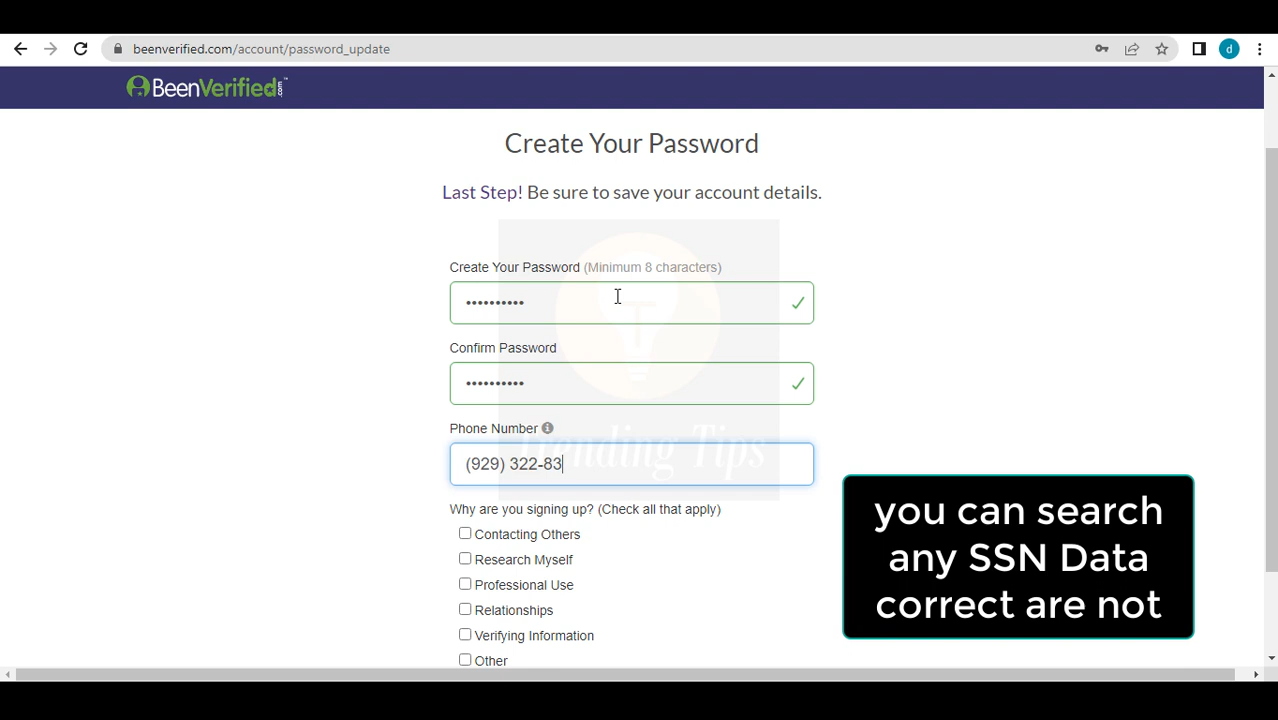 beenverified.com/account/password_update
d
BeenVerified.com™
Create Your Password
Last Step! Be sure to save your account details.
Create Your Password (Minimum 8 characters)
••••••••••
Confirm Password
••••••••••
Phone Number
(929) 322-83
Trending Tips
Why are you signing up? (Check all that apply)
Contacting Others
Research Myself
Professional Use
Relationships
Verifying Information
Other
you can search
any SSN Data
correct are not